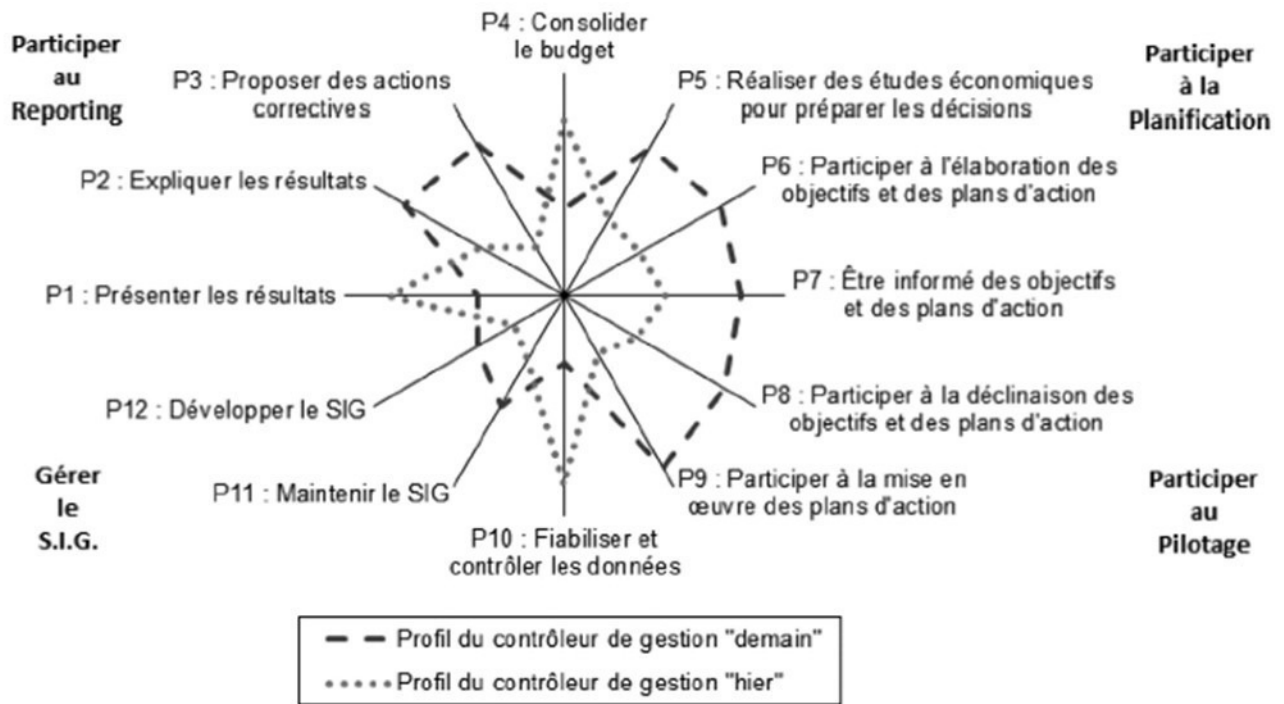 P4 : Consolider
le budget
Participer
au
Reporting
P3 : Proposer des actions
correctives
P5 : Réaliser des études économiques
pour préparer les décisions
Participer
à la
Planification
P2 : Expliquer les résultats
P6 : Participer à l'élaboration des
objectifs et des plans d'action
P1 : Présenter les résultats
P7 : Être informé des objectifs
et des plans d'action
P12 : Développer le SIG
P8 : Participer à la déclinaison des
objectifs et des plans d'action
Gérer
le
S.I.G.
P11 : Maintenir le SIG
P9 : Participer à la mise en
œuvre des plans d'action
Participer
au
Pilotage
P10 : Fiabiliser et
contrôler les données
Profil du contrôleur de gestion "demain"
Profil du contrôleur de gestion "hier"